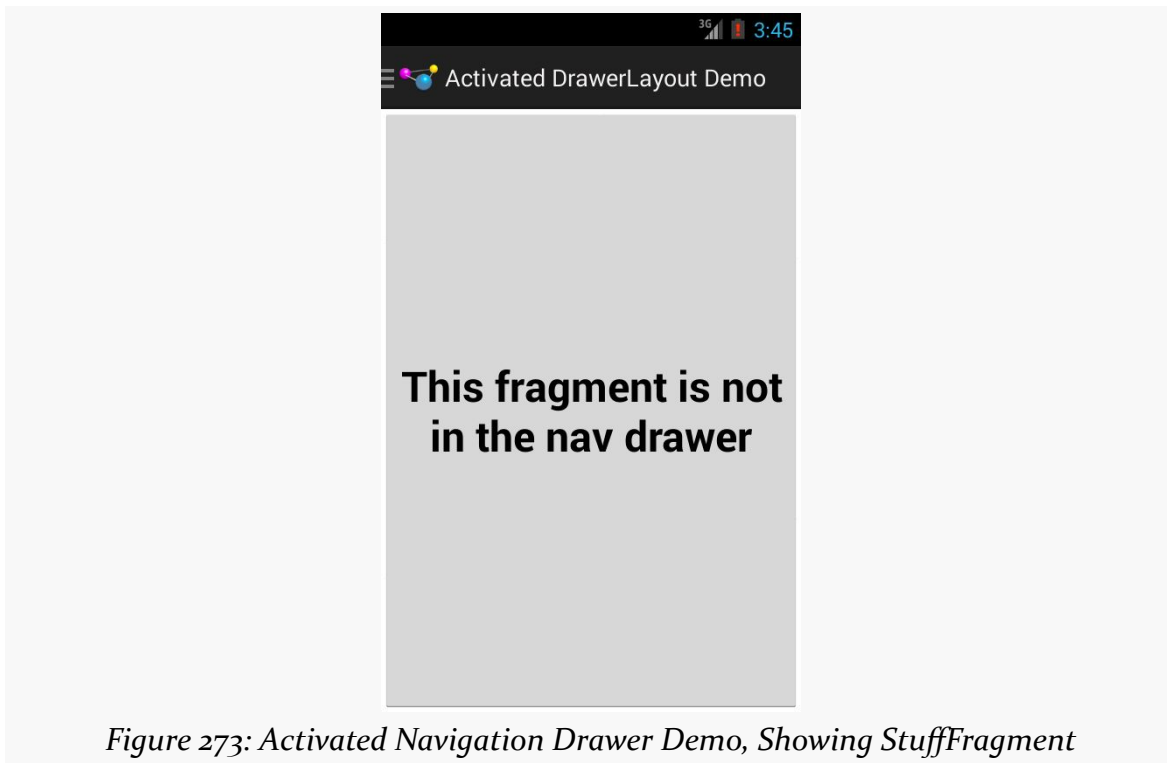 3G 3:45
Activated DrawerLayout Demo
This fragment is not
in the nav drawer
Figure 273: Activated Navigation Drawer Demo, Showing StuffFragment